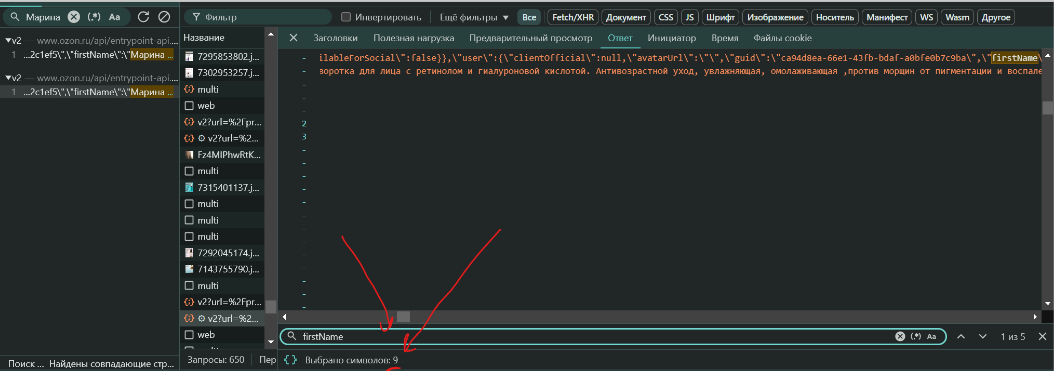 Марина
(.*)
Aa
v2 www.ozon.ru/api/entrypoint-api....
1 ...2c1ef5\",\"firstName\":\"Марина ...
v2 — www.ozon.ru/api/entrypoint-api....
1 ...2c1ef5\",\"firstName\":\"Марина ...
Поиск ... Найдены совпадающие стр...
Фильтр
Инвертировать
Ещё фильтры
Все
Fetch/XHR
Документ
CSS
JS
Шрифт
Изображение
Носитель
Манифест
WS
Wasm
Другое
Название
7295853802.j...
7302953257.j...
multi
web
v2?url=%2Fpr...
v2?url=%2...
Fz4MIPhwRtK...
multi
7315401137.j...
multi
multi
multi
7292045174.j...
7143755790.j...
multi
v2?url=%2Fpr...
v2?url=%2...
web
Запросы: 650
Пер
Заголовки
Полезная нагрузка
Предварительный просмотр
Ответ
Инициатор
Время
Файлы cookie
ilableForSocial\":false}},\"user\":{\"clientOfficial\":null,\"avatarUrl\":\"\",\"guid\":\"ca94d8ea-66e1-43fb-bdaf-a0bfe0b7c9ba\",\"firstName\
воротка для лица с ретинолом и гиалуроновой кислотой. Антивозрастной уход, увлажняющая, омолаживающая ,против морщин от пигментации и воспале
2
3
firstName
(.*)
Aa
1 из 5
{} Выбрано символов: 9